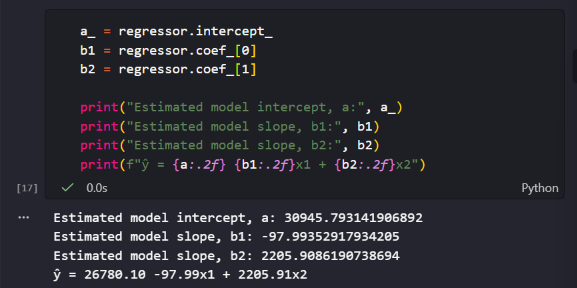 a_ = regressor.intercept_
b1 = regressor.coef_[0]
b2 = regressor.coef_[1]
print("Estimated model intercept, a:", a_)
print("Estimated model slope, b1:", b1)
print("Estimated model slope, b2:", b2)
print(f"ŷ = {a:.2f} {b1:.2f}x1 + {b2:.2f}x2")
[17] ✓ 0.0s Python
... Estimated model intercept, a: 30945.793141906892
Estimated model slope, b1: -97.99352917934205
Estimated model slope, b2: 2205.9086190738694
ŷ = 26780.10 -97.99x1 + 2205.91x2